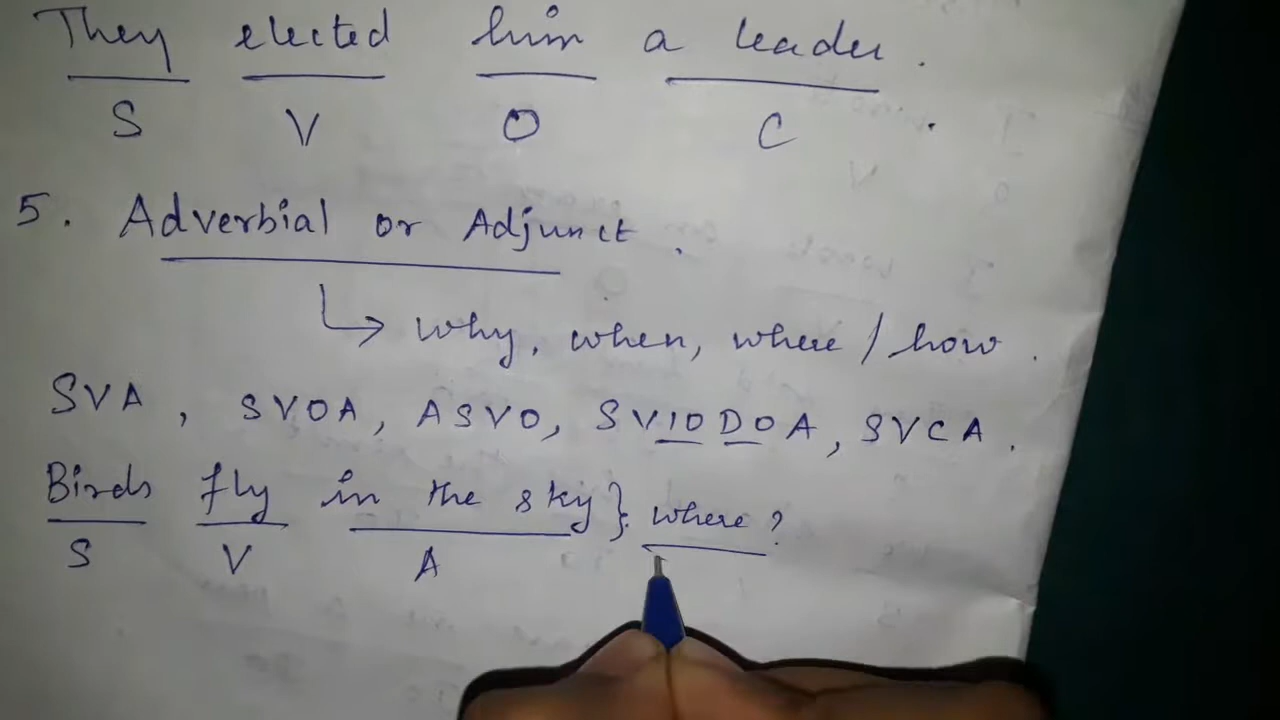 They elected him a leader.
S V O C
5. Adverbial or Adjunct.
↳ why, when, where / how.
SVA, SVOA, ASVO, SVIODOA, SVCA.
Birds fly in the sky}. where?
S V A